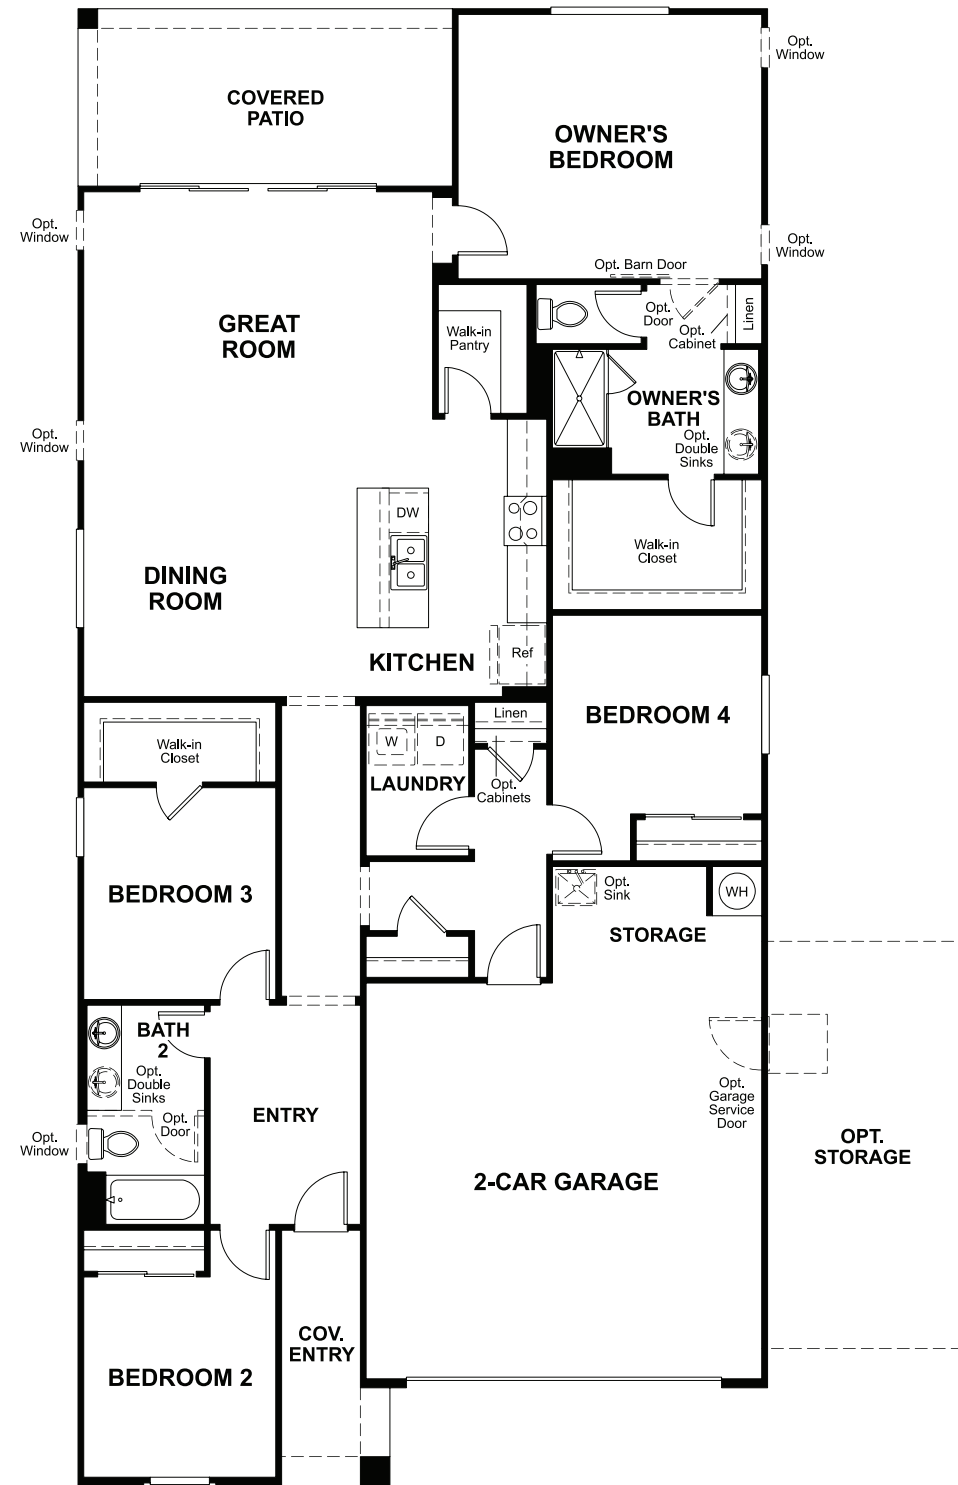 COVERED
PATIO
OWNER'S
BEDROOM
Opt.
Window
Opt.
Window
Opt.
Window
Opt. Barn Door
GREAT
ROOM
Walk-in
Pantry
Opt.
Door
Opt.
Cabinet
Linen
OWNER'S
BATH
Opt.
Double
Sinks
Opt.
Window
DW
Walk-in
Closet
DINING
ROOM
KITCHEN
Ref
BEDROOM 4
Walk-in
Closet
W
D
LAUNDRY
Linen
Opt.
Cabinets
BEDROOM 3
Opt.
Sink
WH
STORAGE
BATH
2
Opt.
Double
Sinks
Opt.
Door
Opt.
Window
ENTRY
Opt.
Garage
Service
Door
OPT.
STORAGE
2-CAR GARAGE
COV.
ENTRY
BEDROOM 2